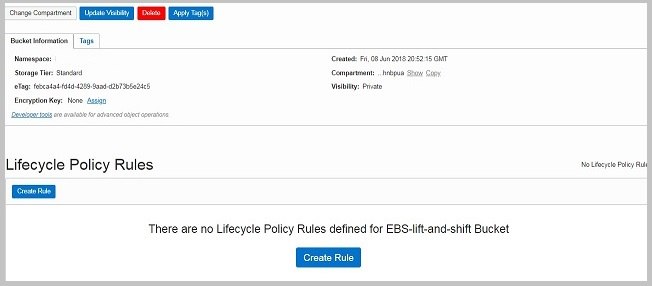 Change Compartment Update Visibility Delete Apply Tag(s)
Bucket Information Tags
Namespace: Created: Fri, 08 Jun 2018 20:52:15 GMT
Storage Tier: Standard Compartment: ...hnbpua Show Copy
eTag: febca4a4-fd4d-4289-9aad-d2b73b5e24c5 Visibility: Private
Encryption Key: None Assign
Developer tools are available for advanced object operations
Lifecycle Policy Rules
No Lifecycle Policy Rule
Create Rule
There are no Lifecycle Policy Rules defined for EBS-lift-and-shift Bucket
Create Rule